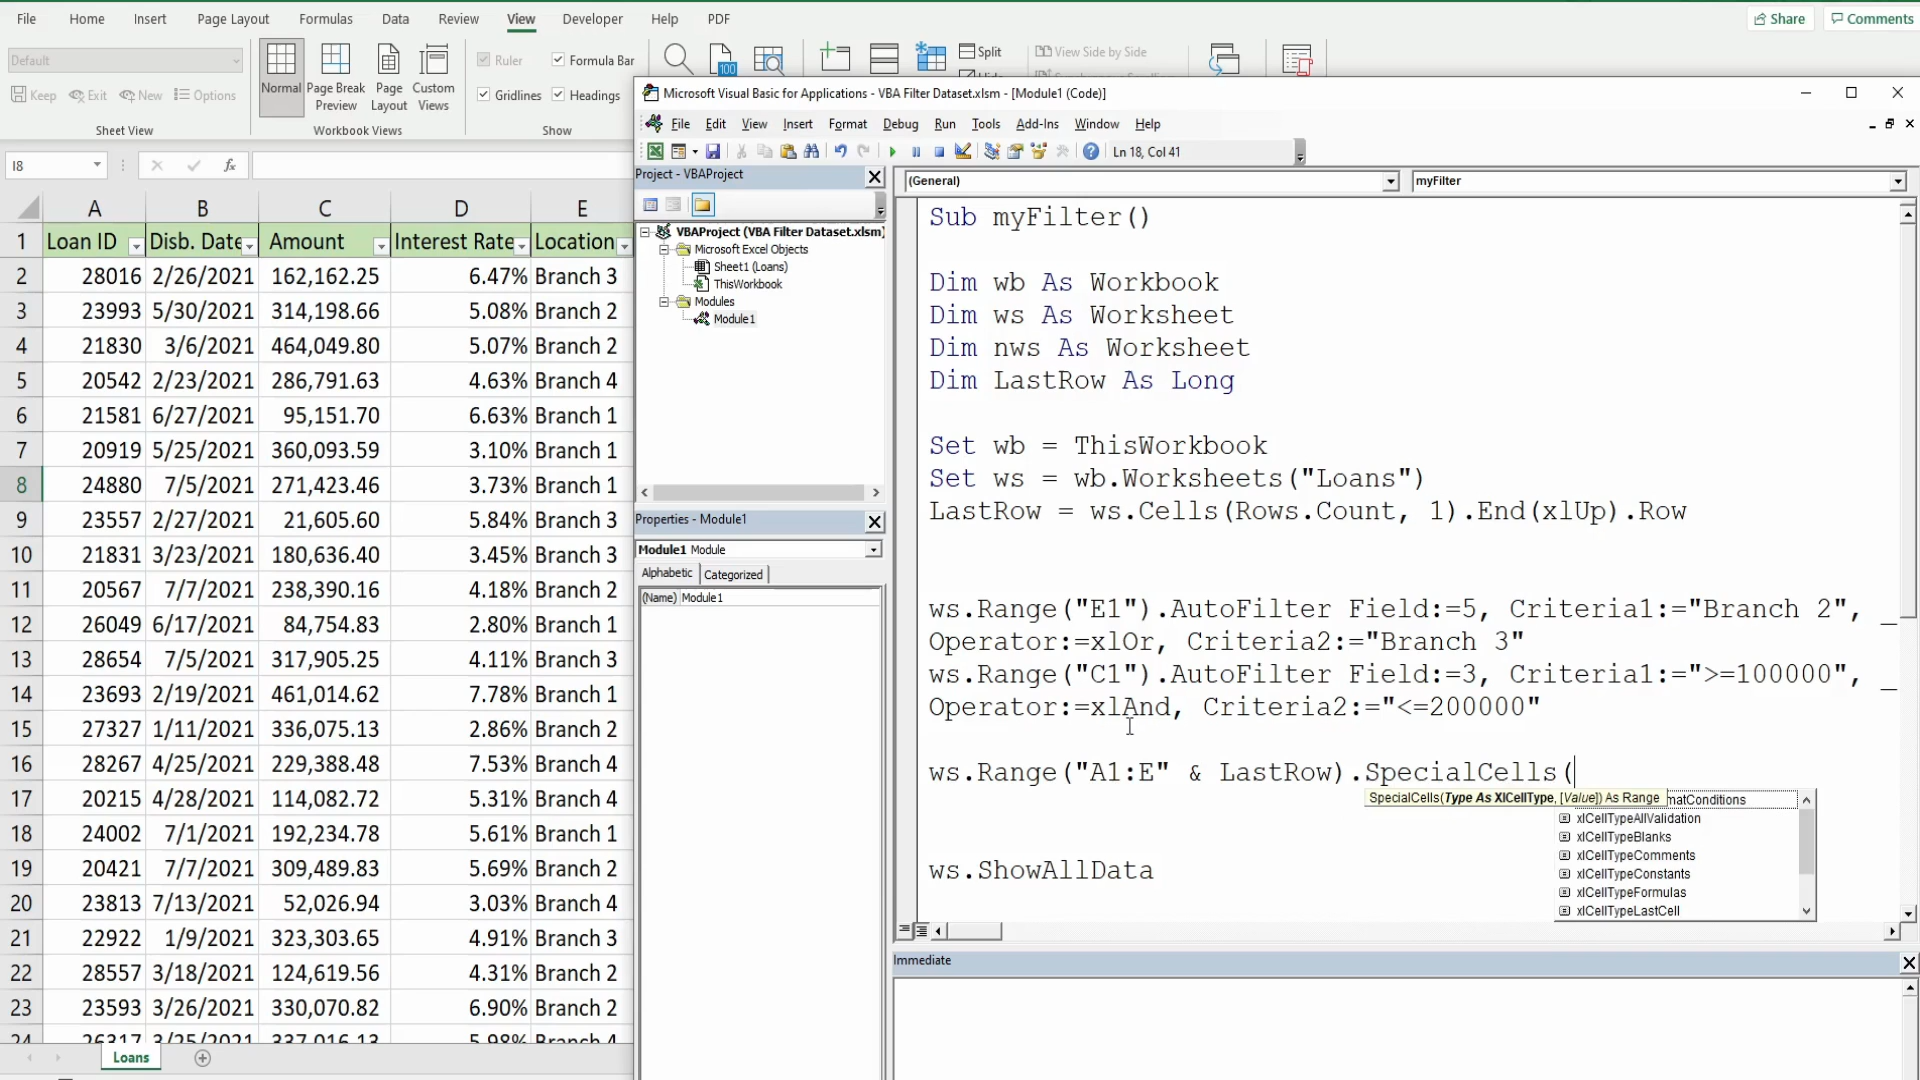 File Home Insert Page Layout Formulas Data Review View Developer Help PDF Share Comments
Default
Keep Exit New Options
Sheet View
Normal Page Break Preview Page Layout Custom Views
Workbook Views
Ruler Formula Bar
Gridlines Headings
Show
100
Split
View Side by Side
I8
fx
A B C D E
1 Loan ID Disb. Date Amount Interest Rate Location
2 28016 2/26/2021 162,162.25 6.47% Branch 3
3 23993 5/30/2021 314,198.66 5.08% Branch 2
4 21830 3/6/2021 464,049.80 5.07% Branch 2
5 20542 2/23/2021 286,791.63 4.63% Branch 4
6 21581 6/27/2021 95,151.70 6.63% Branch 1
7 20919 5/25/2021 360,093.59 3.10% Branch 1
8 24880 7/5/2021 271,423.46 3.73% Branch 1
9 23557 2/27/2021 21,605.60 5.84% Branch 3
10 21831 3/23/2021 180,636.40 3.45% Branch 3
11 20567 7/7/2021 238,390.16 4.18% Branch 2
12 26049 6/17/2021 84,754.83 2.80% Branch 1
13 28654 7/5/2021 317,905.25 4.11% Branch 3
14 23693 2/19/2021 461,014.62 7.78% Branch 1
15 27327 1/11/2021 336,075.13 2.86% Branch 2
16 28267 4/25/2021 229,388.48 7.53% Branch 4
17 20215 4/28/2021 114,082.72 5.31% Branch 4
18 24002 7/1/2021 192,234.78 5.61% Branch 1
19 20421 7/7/2021 309,489.83 5.69% Branch 2
20 23813 7/13/2021 52,026.94 3.03% Branch 4
21 22922 1/9/2021 323,303.65 4.91% Branch 3
22 28557 3/18/2021 124,619.56 4.31% Branch 2
23 23593 3/26/2021 330,070.82 6.90% Branch 2
24 26317 3/25/2021 337,016.13 5.98% Branch 4
Loans
Microsoft Visual Basic for Applications - VBA Filter Dataset.xlsm - [Module1 (Code)]
File Edit View Insert Format Debug Run Tools Add-Ins Window Help
Ln 18, Col 41
Project - VBAProject
VBAProject (VBA Filter Dataset.xlsm)
Microsoft Excel Objects
Sheet1 (Loans)
ThisWorkbook
Modules
Module1
Properties - Module1
Module1 Module
Alphabetic Categorized
(Name) Module1
(General) myFilter
Sub myFilter()
Dim wb As Workbook
Dim ws As Worksheet
Dim nws As Worksheet
Dim LastRow As Long
Set wb = ThisWorkbook
Set ws = wb.Worksheets("Loans")
LastRow = ws.Cells(Rows.Count, 1).End(xlUp).Row
ws.Range("E1").AutoFilter Field:=5, Criteria1:="Branch 2", _
Operator:=xlOr, Criteria2:="Branch 3"
ws.Range("C1").AutoFilter Field:=3, Criteria1:=">=100000", _
Operator:=xlAnd, Criteria2:="<=200000"
ws.Range("A1:E" & LastRow).SpecialCells(
SpecialCells(Type As XlCellType, [Value]) As Range
matConditions
xlCellTypeAllValidation
xlCellTypeBlanks
xlCellTypeComments
xlCellTypeConstants
xlCellTypeFormulas
xlCellTypeLastCell
ws.ShowAllData
Immediate